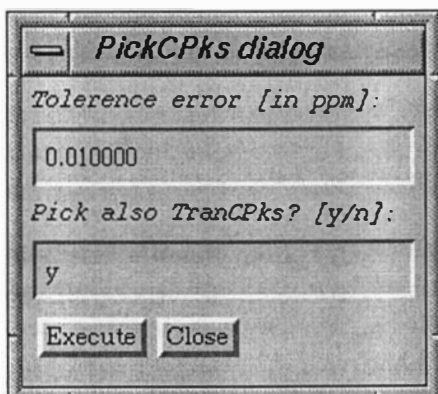 PickCPks dialog
Tolerence error [in ppm]:
0.010000
Pick also TranCPks? [y/n]:
y
Execute Close